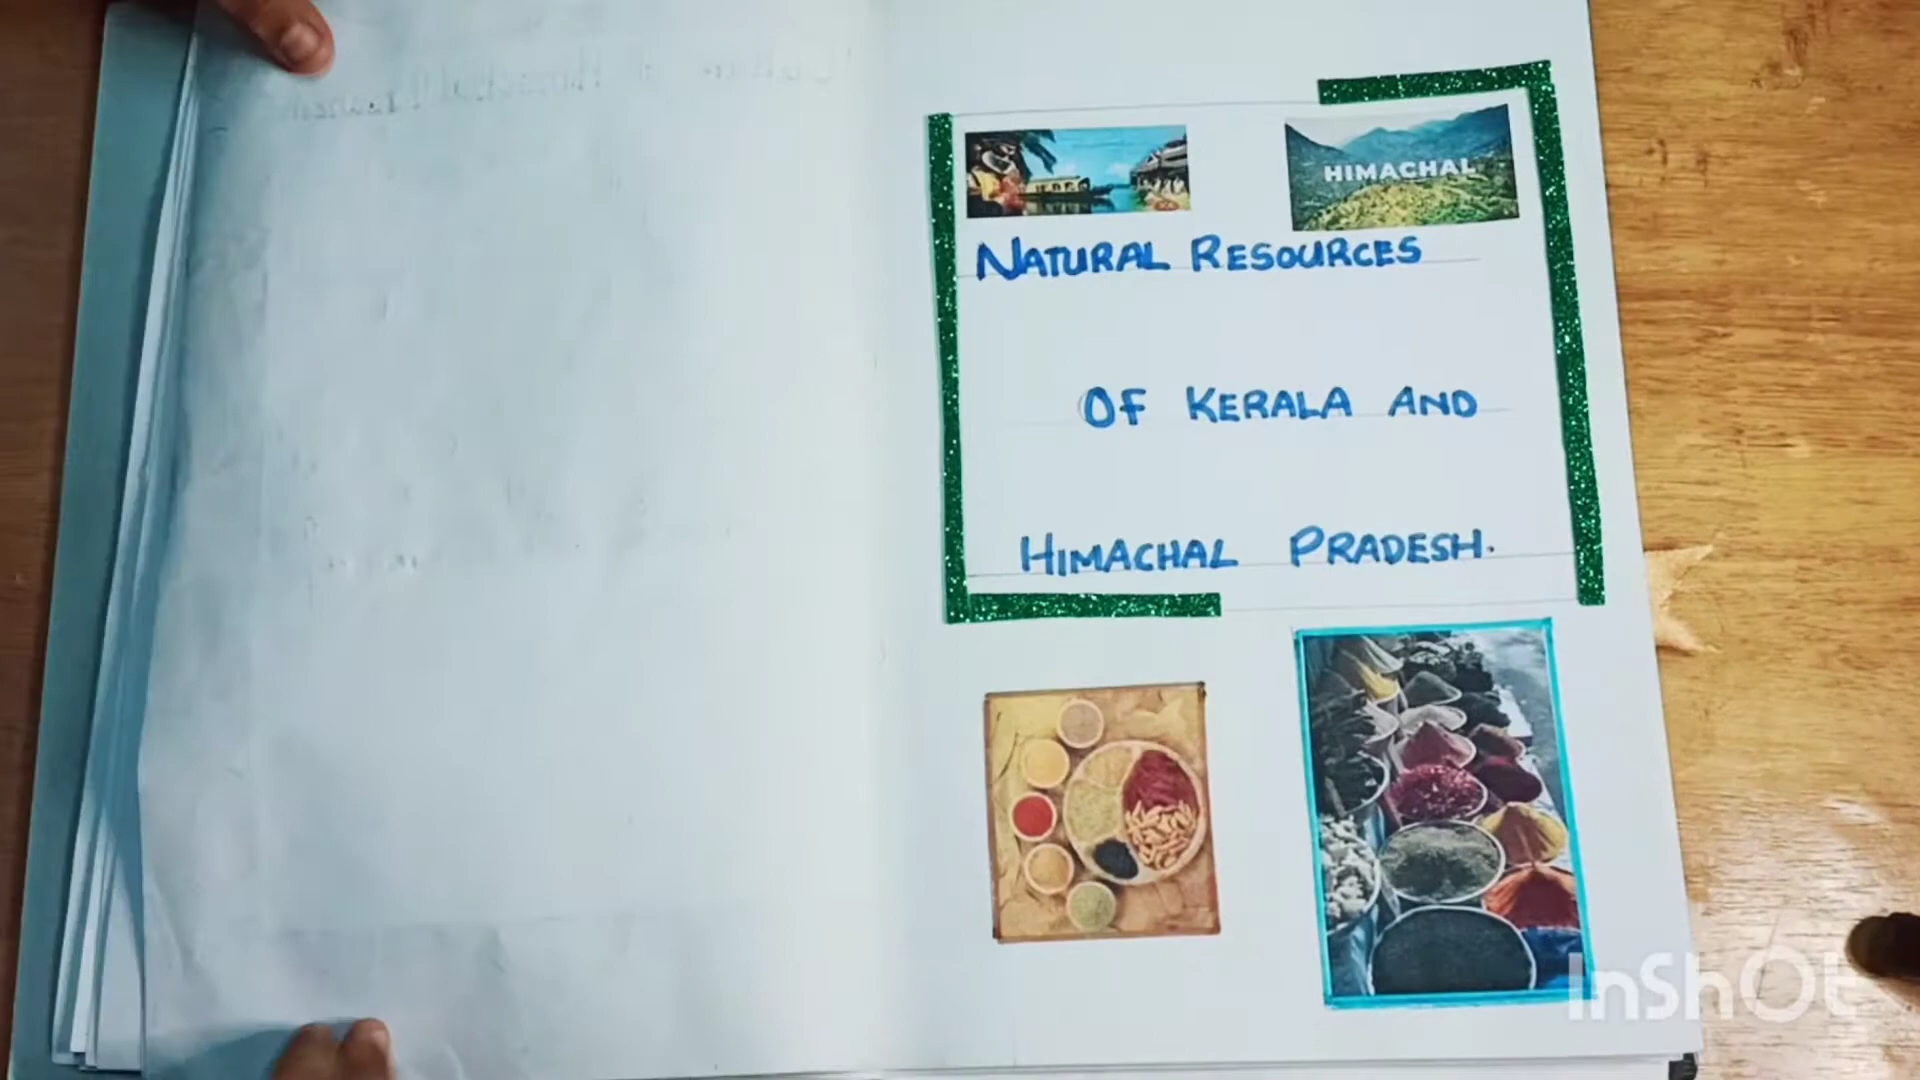 HIMACHAL
NATURAL RESOURCES
OF KERALA AND
HIMACHAL PRADESH.
InShOt